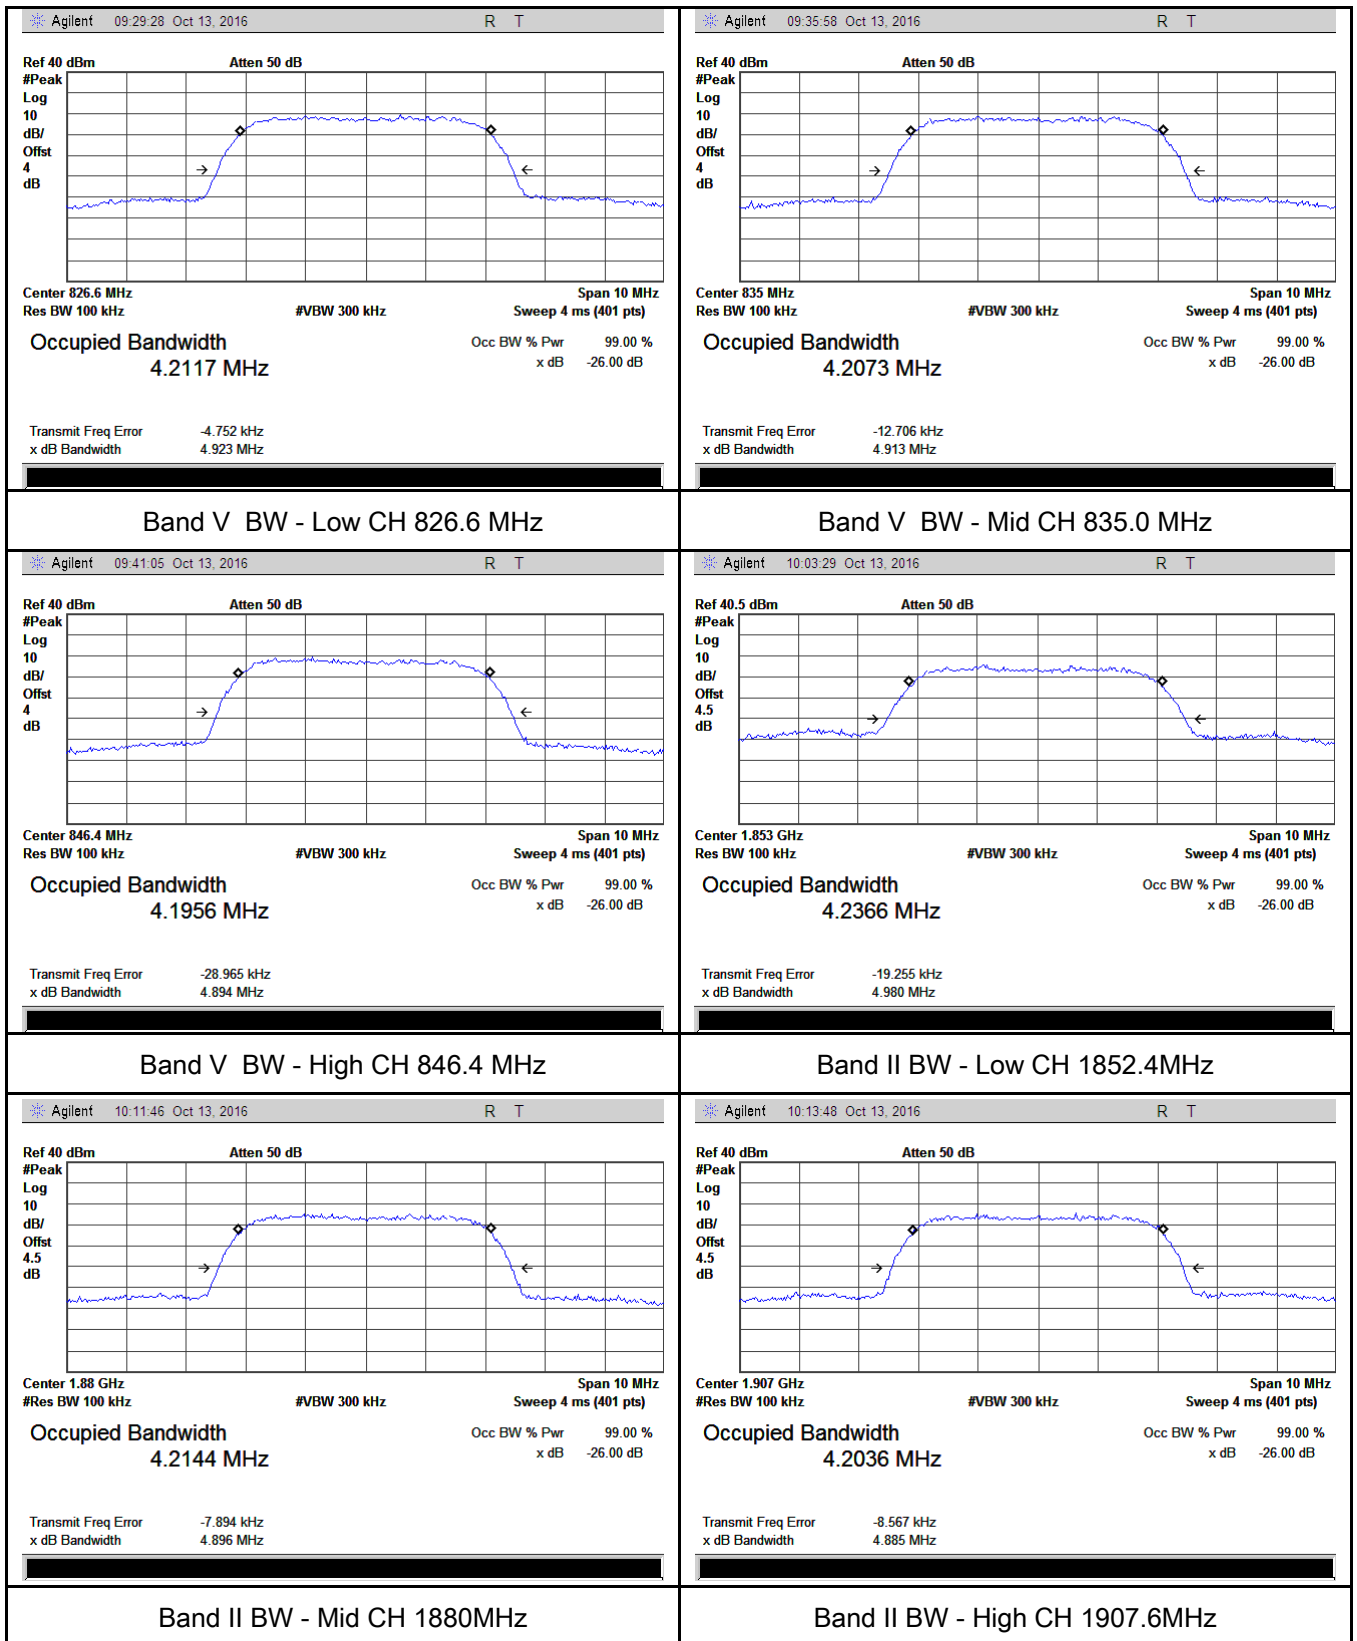 Agilent 09:29:28 Oct 13, 2016 R T
Ref 40 dBm Atten 50 dB
#Peak
Log
10
dB/
Offst
4
dB
Center 826.6 MHz Span 10 MHz
Res BW 100 kHz #VBW 300 kHz Sweep 4 ms (401 pts)
Occupied Bandwidth Occ BW % Pwr 99.00 %
4.2117 MHz x dB -26.00 dB
Transmit Freq Error -4.752 kHz
x dB Bandwidth 4.923 MHz
Band V BW - Low CH 826.6 MHz
Agilent 09:35:58 Oct 13, 2016 R T
Ref 40 dBm Atten 50 dB
#Peak
Log
10
dB/
Offst
4
dB
Center 835 MHz Span 10 MHz
Res BW 100 kHz #VBW 300 kHz Sweep 4 ms (401 pts)
Occupied Bandwidth Occ BW % Pwr 99.00 %
4.2073 MHz x dB -26.00 dB
Transmit Freq Error -12.706 kHz
x dB Bandwidth 4.913 MHz
Band V BW - Mid CH 835.0 MHz
Agilent 09:41:05 Oct 13, 2016 R T
Ref 40 dBm Atten 50 dB
#Peak
Log
10
dB/
Offst
4
dB
Center 846.4 MHz Span 10 MHz
Res BW 100 kHz #VBW 300 kHz Sweep 4 ms (401 pts)
Occupied Bandwidth Occ BW % Pwr 99.00 %
4.1956 MHz x dB -26.00 dB
Transmit Freq Error -28.965 kHz
x dB Bandwidth 4.894 MHz
Band V BW - High CH 846.4 MHz
Agilent 10:03:29 Oct 13, 2016 R T
Ref 40.5 dBm Atten 50 dB
#Peak
Log
10
dB/
Offst
4.5
dB
Center 1.853 GHz Span 10 MHz
Res BW 100 kHz #VBW 300 kHz Sweep 4 ms (401 pts)
Occupied Bandwidth Occ BW % Pwr 99.00 %
4.2366 MHz x dB -26.00 dB
Transmit Freq Error -19.255 kHz
x dB Bandwidth 4.980 MHz
Band II BW - Low CH 1852.4MHz
Agilent 10:11:46 Oct 13, 2016 R T
Ref 40 dBm Atten 50 dB
#Peak
Log
10
dB/
Offst
4.5
dB
Center 1.88 GHz Span 10 MHz
#Res BW 100 kHz #VBW 300 kHz Sweep 4 ms (401 pts)
Occupied Bandwidth Occ BW % Pwr 99.00 %
4.2144 MHz x dB -26.00 dB
Transmit Freq Error -7.894 kHz
x dB Bandwidth 4.896 MHz
Band II BW - Mid CH 1880MHz
Agilent 10:13:48 Oct 13, 2016 R T
Ref 40 dBm Atten 50 dB
#Peak
Log
10
dB/
Offst
4.5
dB
Center 1.907 GHz Span 10 MHz
#Res BW 100 kHz #VBW 300 kHz Sweep 4 ms (401 pts)
Occupied Bandwidth Occ BW % Pwr 99.00 %
4.2036 MHz x dB -26.00 dB
Transmit Freq Error -8.567 kHz
x dB Bandwidth 4.885 MHz
Band II BW - High CH 1907.6MHz